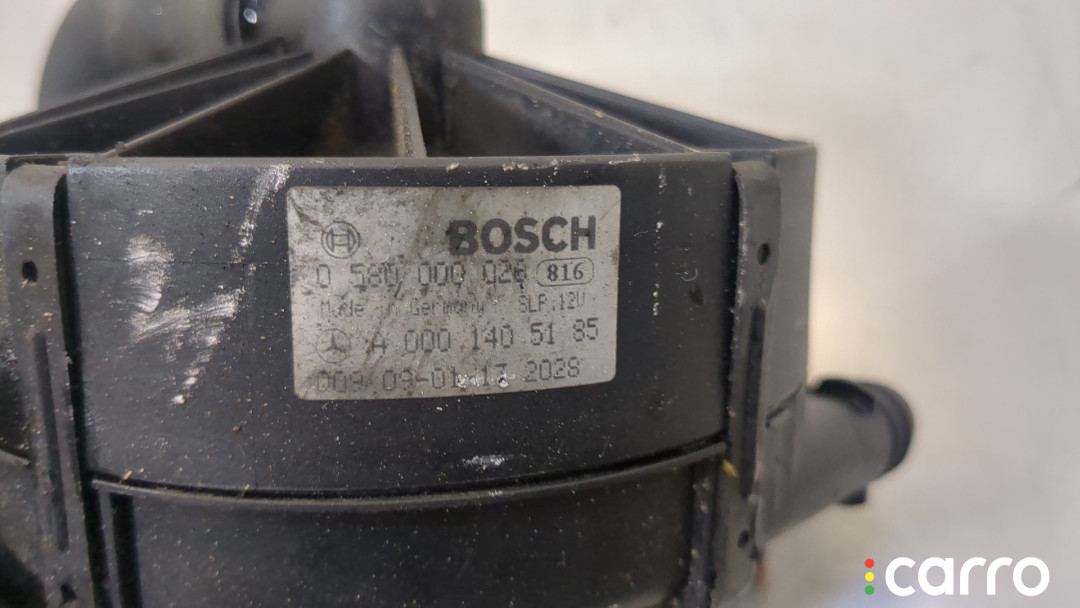 BOSCH
0 580 000 026 816
Made in Germany SLP.12V
A 000 140 51 85
009 09-01-17 2028
carro